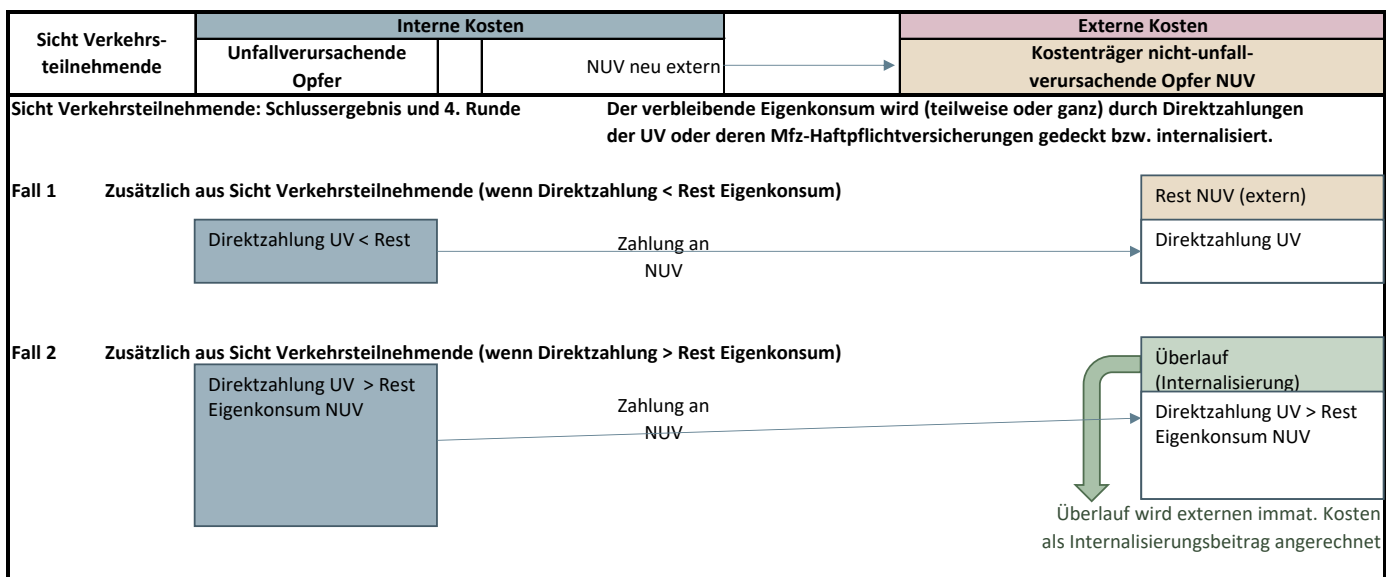 Sicht Verkehrs-
teilnehmende
Interne Kosten
Externe Kosten
Unfallverursachende
Opfer
NUV neu extern
Kostenträger nicht-unfall-
verursachende Opfer NUV
Sicht Verkehrsteilnehmende: Schlussergebnis und 4. Runde
Der verbleibende Eigenkonsum wird (teilweise oder ganz) durch Direktzahlungen
der UV oder deren Mfz-Haftpflichtversicherungen gedeckt bzw. internalisiert.
Fall 1 Zusätzlich aus Sicht Verkehrsteilnehmende (wenn Direktzahlung < Rest Eigenkonsum)
Rest NUV (extern)
Direktzahlung UV < Rest
Zahlung an
NUV
Direktzahlung UV
Fall 2 Zusätzlich aus Sicht Verkehrsteilnehmende (wenn Direktzahlung > Rest Eigenkonsum)
Überlauf
(Internalisierung)
Direktzahlung UV > Rest
Eigenkonsum NUV
Zahlung an
NUV
Direktzahlung UV > Rest
Eigenkonsum NUV
Überlauf wird externen immat. Kosten
als Internalisierungsbeitrag angerechnet